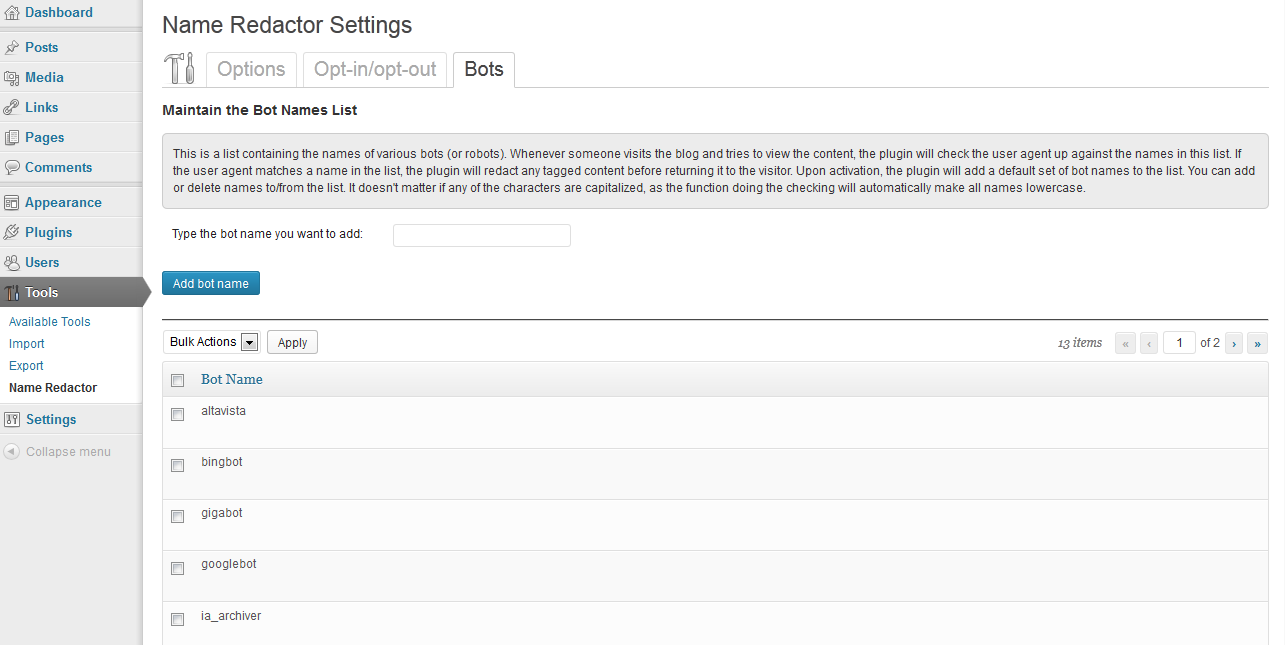 Dashboard
Posts
Media
Links
Pages
Comments
Appearance
Plugins
Users
Tools
Available Tools
Import
Export
Name Redactor
Settings
Collapse menu
Name Redactor Settings
Options
Opt-in/opt-out
Bots
Maintain the Bot Names List
This is a list containing the names of various bots (or robots). Whenever someone visits the blog and tries to view the content, the plugin will check the user agent up against the names in this list. If
the user agent matches a name in the list, the plugin will redact any tagged content before returning it to the visitor. Upon activation, the plugin will add a default set of bot names to the list. You can add
or delete names to/from the list. It doesn't matter if any of the characters are capitalized, as the function doing the checking will automatically make all names lowercase.
Type the bot name you want to add:
Add bot name
Bulk Actions
Apply
13 items « ‹ 1 of 2 › »
Bot Name
altavista
bingbot
gigabot
googlebot
ia_archiver